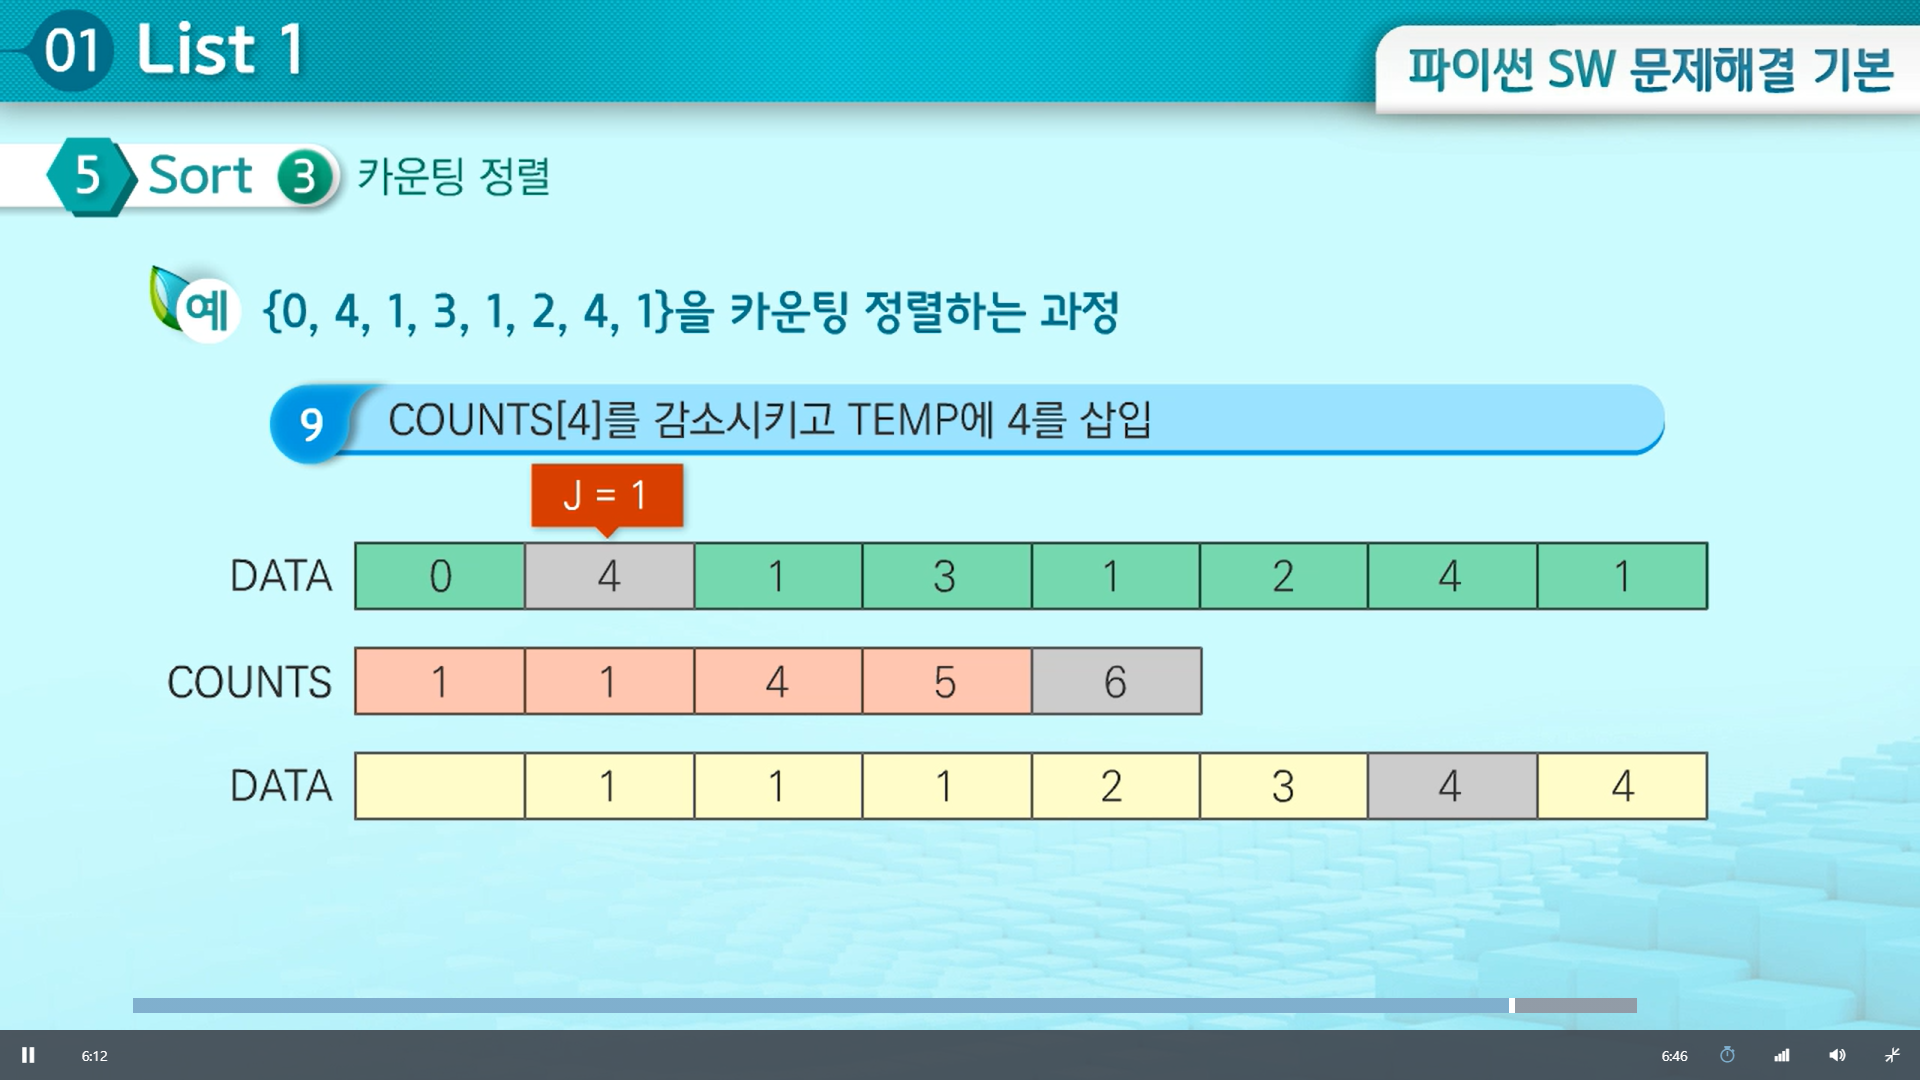 01 List 1
파이썬 SW 문제해결 기본
5 Sort 3 카운팅 정렬
예 {0, 4, 1, 3, 1, 2, 4, 1}을 카운팅 정렬하는 과정
9 COUNTS[4]를 감소시키고 TEMP에 4를 삽입
J = 1
DATA 0 4 1 3 1 2 4 1
COUNTS 1 1 4 5 6
DATA 1 1 1 2 3 4 4
6:12 6:46